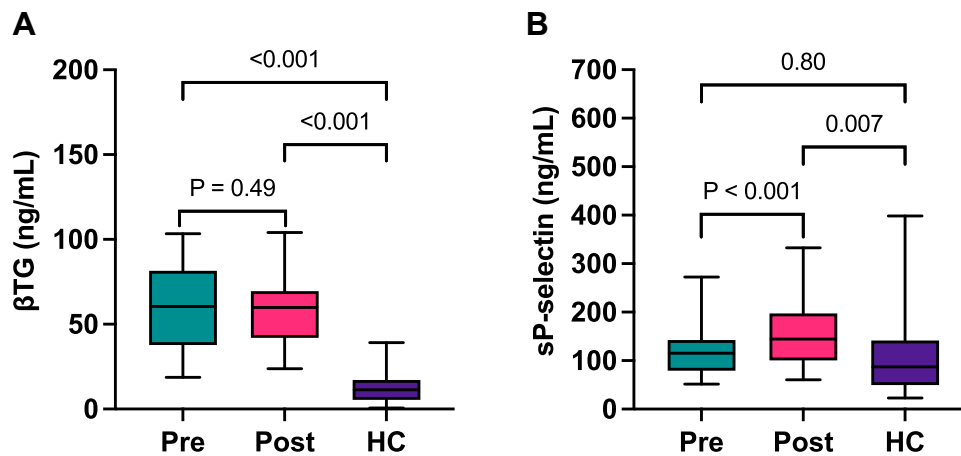 A
βTG (ng/mL)
200
150
100
50
0
<0.001
<0.001
P = 0.49
Pre Post HC
B
sP-selectin (ng/mL)
700
600
500
400
300
200
100
0
0.80
0.007
P < 0.001
Pre Post HC